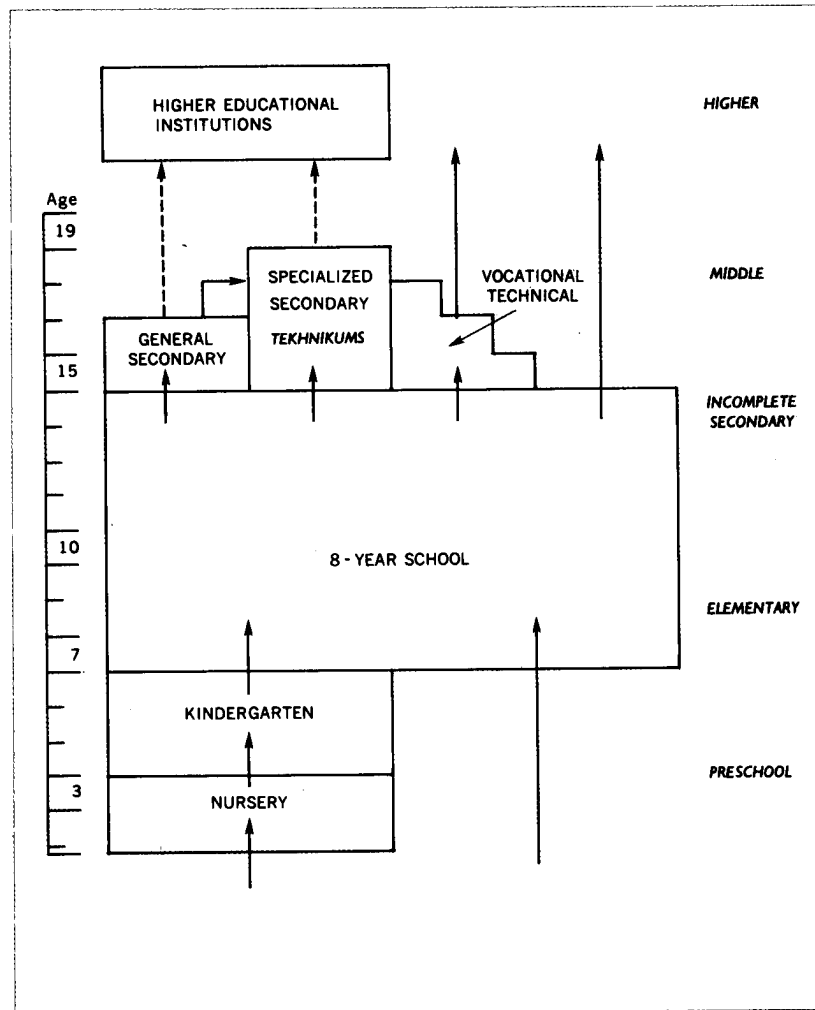 HIGHER EDUCATIONAL
INSTITUTIONS
HIGHER
Age
19
SPECIALIZED
SECONDARY
TEKHNIKUMS
VOCATIONAL
TECHNICAL
MIDDLE
GENERAL
SECONDARY
15
INCOMPLETE
SECONDARY
10
8-YEAR SCHOOL
ELEMENTARY
7
KINDERGARTEN
PRESCHOOL
3
NURSERY